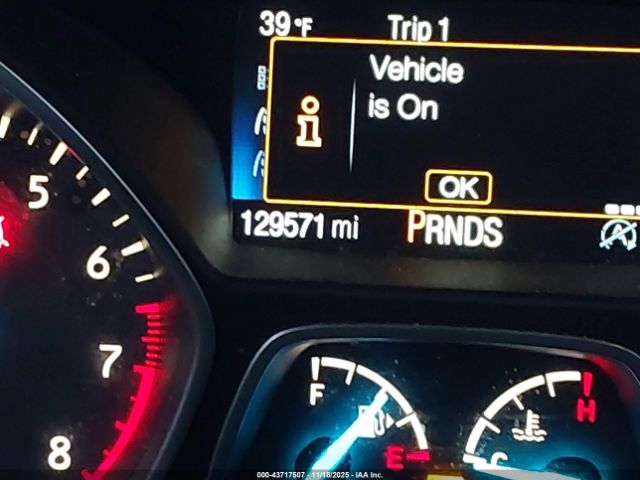 39°F Trip 1
Vehicle
is On
OK
129571 mi PRNDS
A
5
6
7
8
F
E
H
C
000-43717507 - 11/18/2025 - IAA Inc.